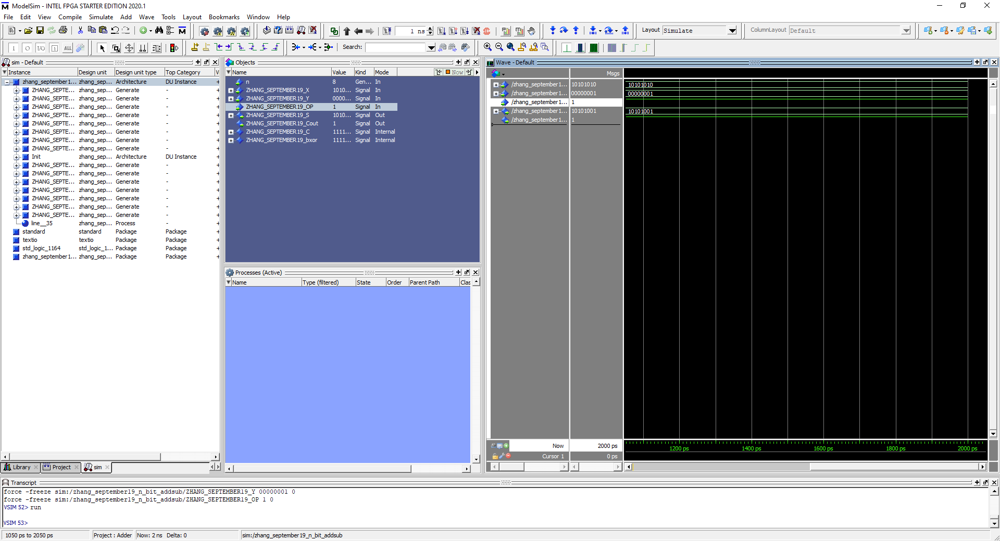 ModelSim - INTEL FPGA STARTER EDITION 2020.1
File Edit View Compile Simulate Add Wave Tools Layout Bookmarks Window Help
1 ns
Layout Simulate
ColumnLayout Default
Search:
sim - Default
Instance Design unit Design unit type Top Category
zhang_september1... zhang_sep... Architecture DU Instance
ZHANG_SEPTE... zhang_sep... Generate -
ZHANG_SEPTE... zhang_sep... Generate -
ZHANG_SEPTE... zhang_sep... Generate -
ZHANG_SEPTE... zhang_sep... Generate -
ZHANG_SEPTE... zhang_sep... Generate -
ZHANG_SEPTE... zhang_sep... Generate -
ZHANG_SEPTE... zhang_sep... Generate -
ZHANG_SEPTE... zhang_sep... Generate -
Init zhang_sep... Architecture DU Instance
ZHANG_SEPTE... zhang_sep... Generate -
ZHANG_SEPTE... zhang_sep... Generate -
ZHANG_SEPTE... zhang_sep... Generate -
ZHANG_SEPTE... zhang_sep... Generate -
ZHANG_SEPTE... zhang_sep... Generate -
ZHANG_SEPTE... zhang_sep... Generate -
ZHANG_SEPTE... zhang_sep... Generate -
line__35 zhang_sep... Process -
standard standard Package Package
textio textio Package Package
std_logic_1164 std_logic_1... Package Package
zhang_september1... zhang_sep... Package Package
Library Project sim
Objects
Name Value Kind Mode Now
n 8 Gen... In
ZHANG_SEPTEMBER19_X 1010... Signal In
ZHANG_SEPTEMBER19_Y 0000... Signal In
ZHANG_SEPTEMBER19_OP 1 Signal In
ZHANG_SEPTEMBER19_S 1010... Signal Out
ZHANG_SEPTEMBER19_Cout 1 Signal Out
ZHANG_SEPTEMBER19_C 1111... Signal Internal
ZHANG_SEPTEMBER19_bxor 1111... Signal Internal
Processes (Active)
Name Type (filtered) State Order Parent Path Clas
Wave - Default
Msgs
/zhang_september1... 10101010 10101010
/zhang_september1... 00000001 00000001
/zhang_september1... 1
/zhang_september1... 10101001 10101001
/zhang_september1... 1
Now 2000 ps
Cursor 1 0 ps
1200 ps 1400 ps 1600 ps 1800 ps 2000 ps
Transcript
force -freeze sim:/zhang_september19_n_bit_addsub/ZHANG_SEPTEMBER19_Y 00000001 0
force -freeze sim:/zhang_september19_n_bit_addsub/ZHANG_SEPTEMBER19_OP 1 0
VSIM 52> run
VSIM 53>
1050 ps to 2050 ps Project : Adder Now: 2 ns Delta: 0 sim:/zhang_september19_n_bit_addsub